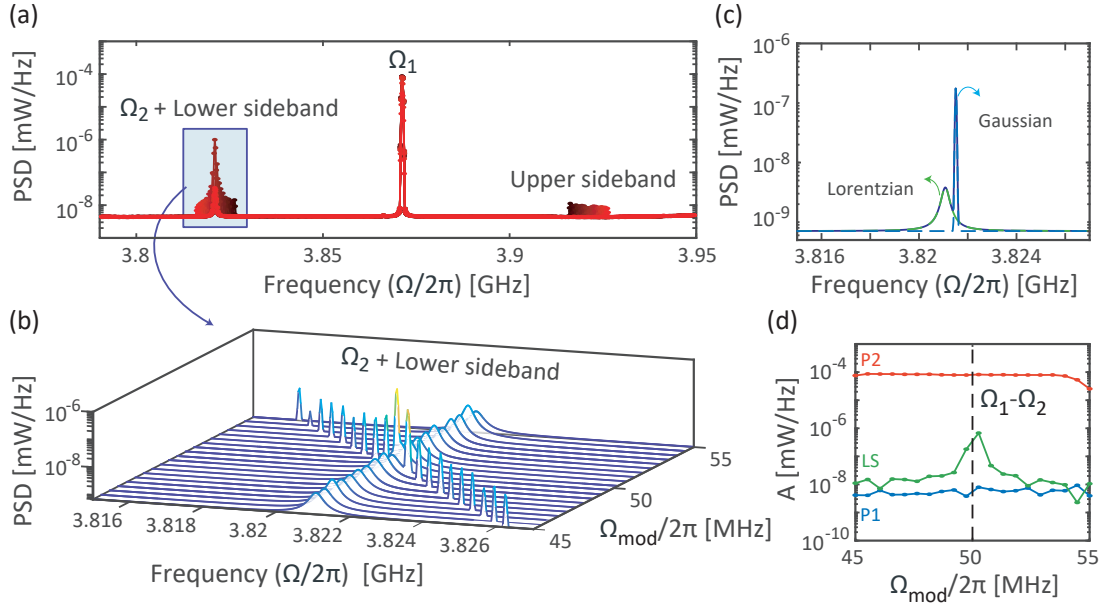 (a)
PSD [mW/Hz]
10⁻⁴
10⁻⁶
10⁻⁸
Ω₁
Ω₂ + Lower sideband
Upper sideband
3.8
3.85
3.9
3.95
Frequency (Ω/2π) [GHz]
(b)
PSD [mW/Hz]
10⁻⁶
10⁻⁸
Ω₂ + Lower sideband
3.816
3.818
3.82
3.822
3.824
3.826
Frequency (Ω/2π) [GHz]
45
50
55
Ωmod/2π [MHz]
(c)
PSD [mW/Hz]
10⁻⁶
10⁻⁷
10⁻⁸
10⁻⁹
Gaussian
Lorentzian
3.816
3.82
3.824
Frequency (Ω/2π) [GHz]
(d)
A [mW/Hz]
10⁻⁴
10⁻⁶
10⁻⁸
10⁻¹⁰
P2
Ω₁-Ω₂
LS
P1
45
50
55
Ωmod/2π [MHz]